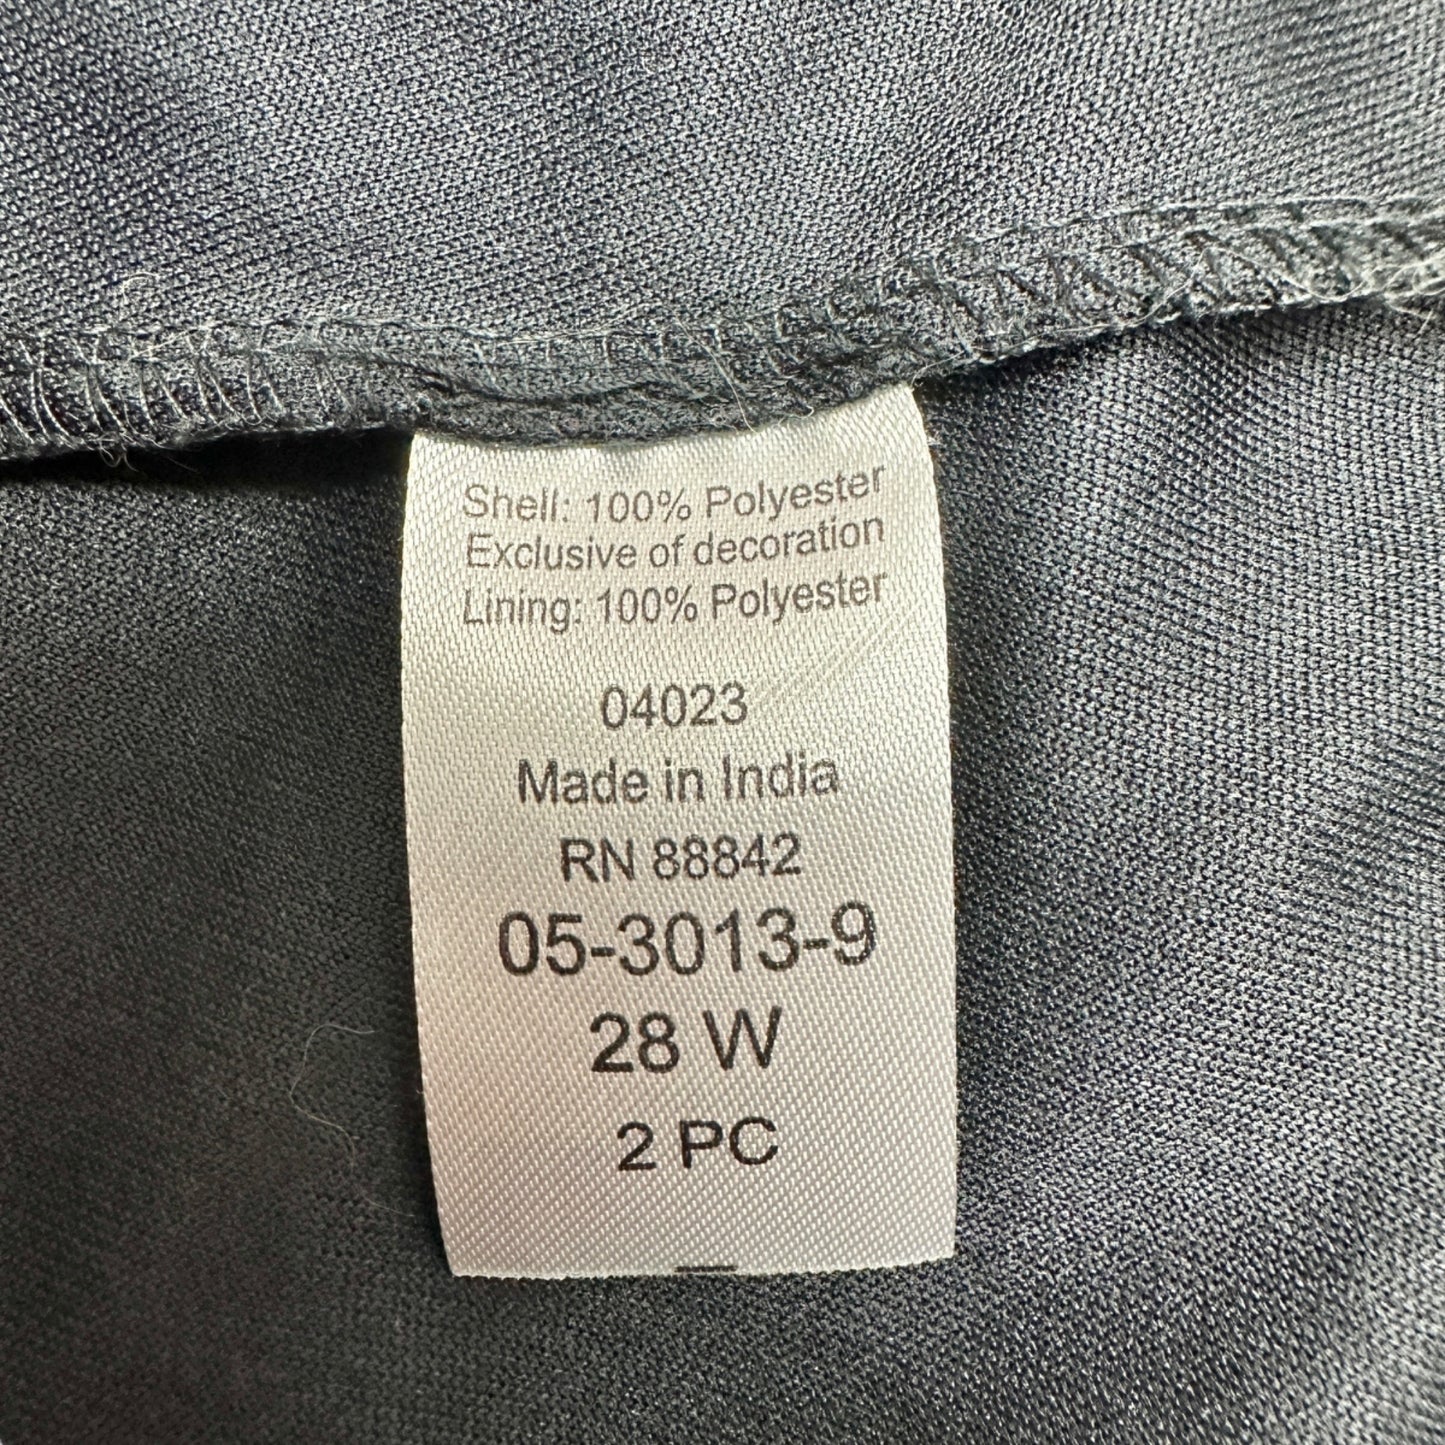 Shell: 100% Polyester
Exclusive of decoration
Lining: 100% Polyester
04023
Made in India
RN 88842
05-3013-9
28 W
2 PC